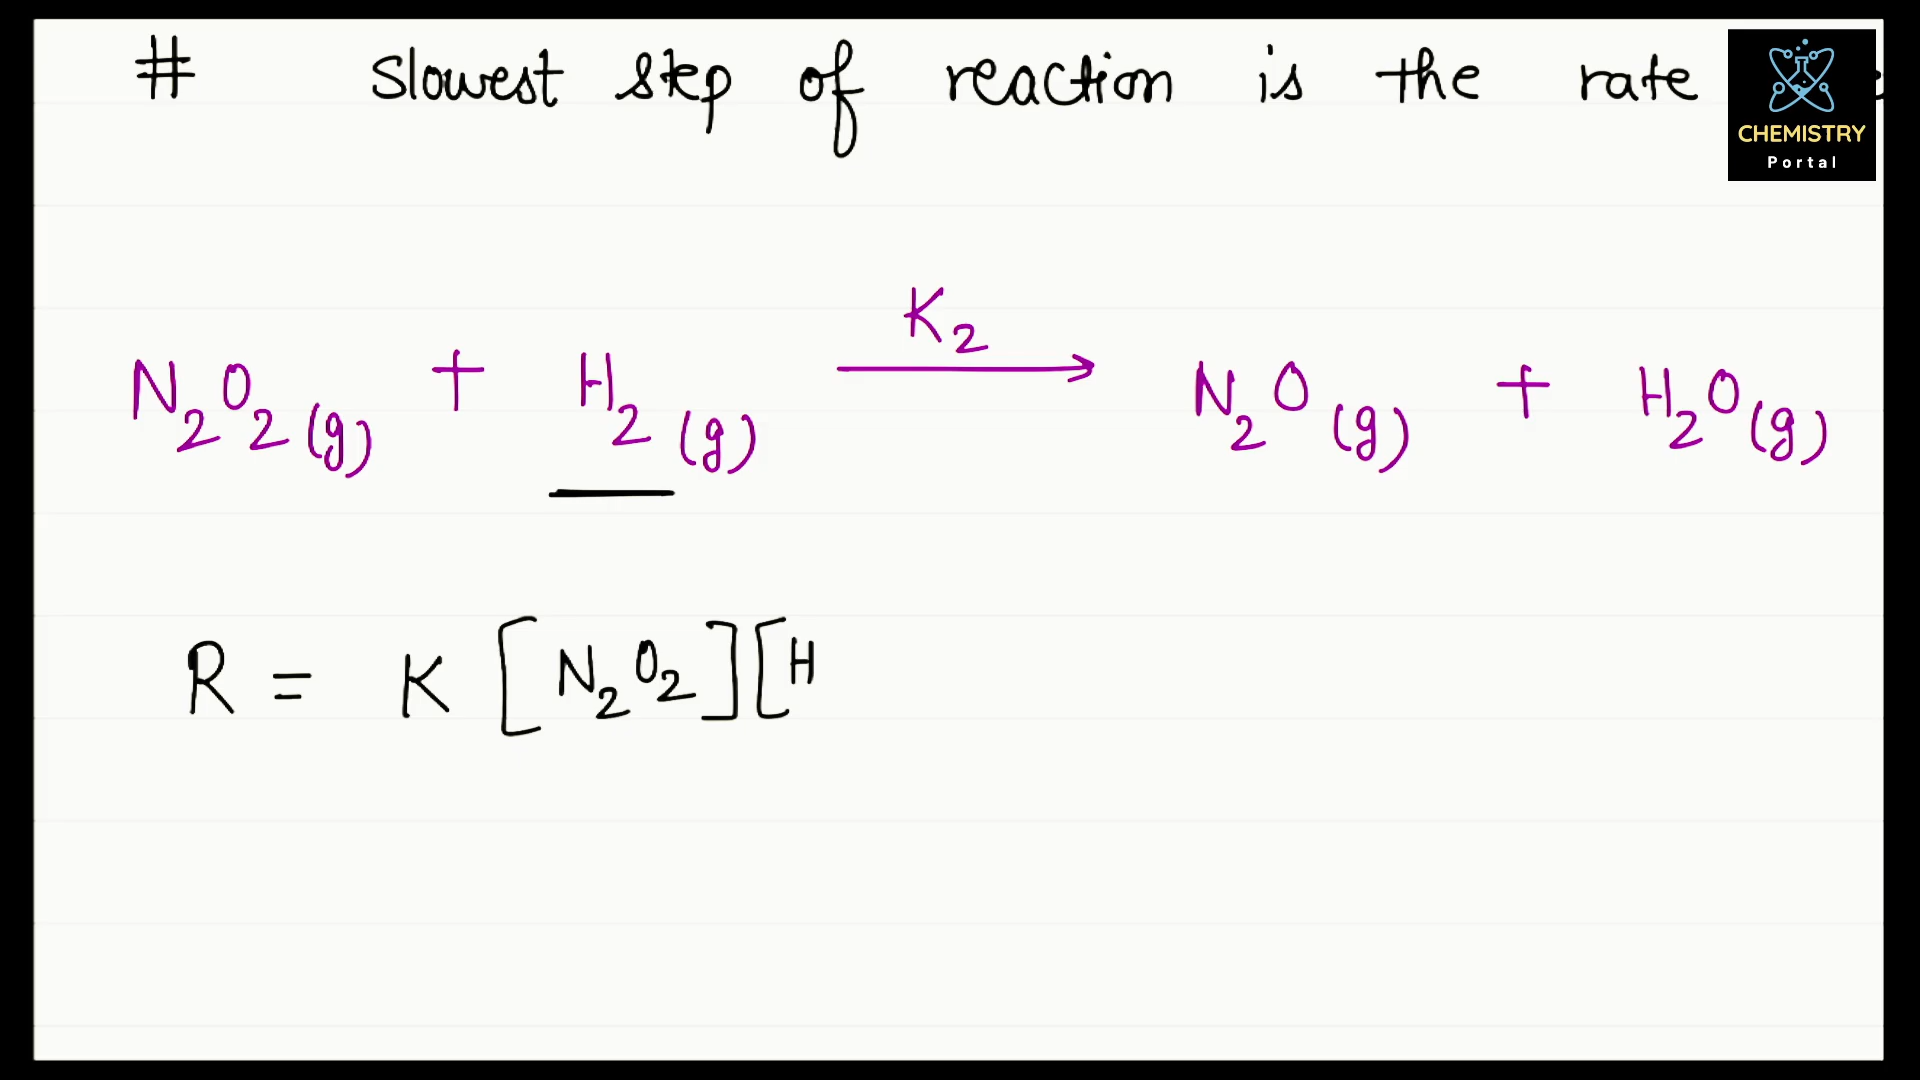 # Slowest step of reaction is the rate
CHEMISTRY
Portal
K₂
N₂O₂(g) + H₂(g) → N₂O(g) + H₂O(g)
R = K [N₂O₂][H